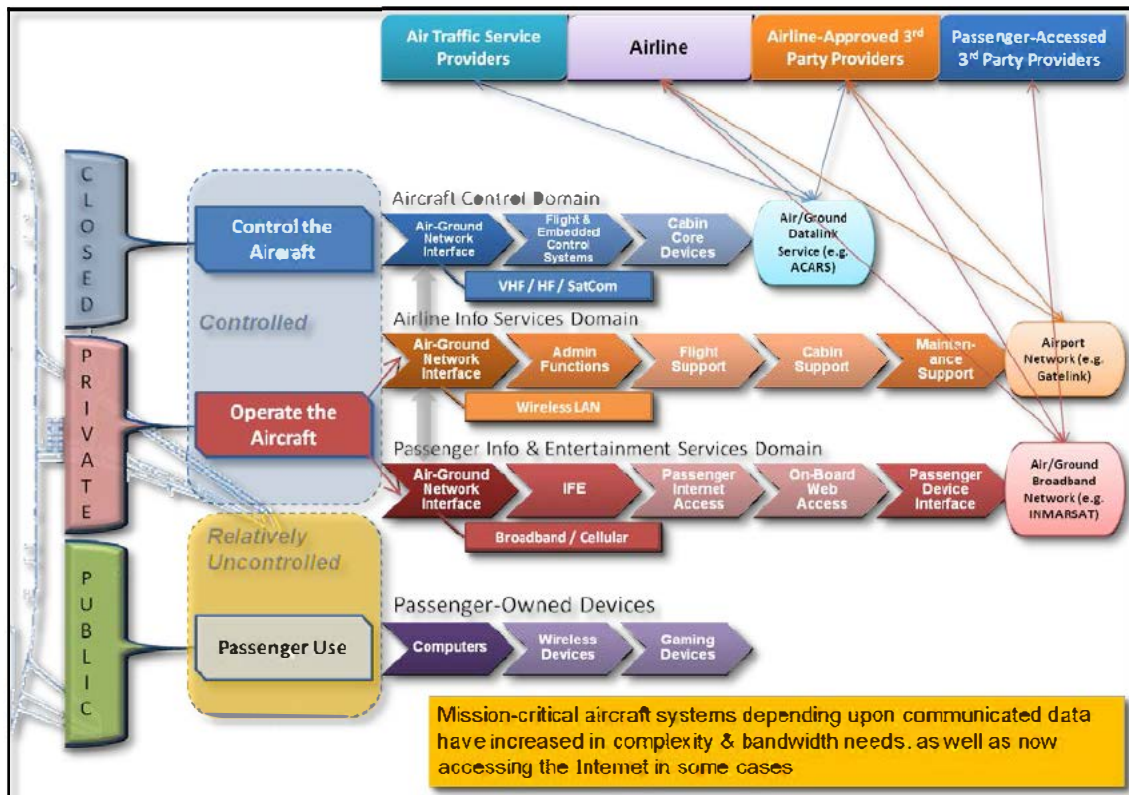 Air Traffic Service
Providers
Airline
Airline-Approved 3rd
Party Providers
Passenger-Accessed
3rd Party Providers
CLOSED
Control the
Aircraft
Controlled
Aircraft Control Domain
Air-Ground
Network
Interface
Flight &
Embedded
Control
Systems
Cabin
Core
Devices
VHF / HF / SatCom
Air/Ground
Datalink
Service (e.g.
ACARS)
PRIVATE
Operate the
Aircraft
Airline Info Services Domain
Air-Ground
Network
Interface
Admin
Functions
Flight
Support
Cabin
Support
Mainten-
ance
Support
Wireless LAN
Airport
Network (e.g.
Gatelink)
Passenger Info & Entertainment Services Domain
Air-Ground
Network
Interface
IFE
Passenger
Internet
Access
On-Board
Web
Access
Passenger
Device
Interface
Broadband / Cellular
Air/Ground
Broadband
Network (e.g.
INMARSAT)
PUBLIC
Relatively
Uncontrolled
Passenger Use
Passenger-Owned Devices
Computers
Wireless
Devices
Gaming
Devices
Mission-critical aircraft systems depending upon communicated data
have increased in complexity & bandwidth needs. as well as now
accessing the Internet in some cases